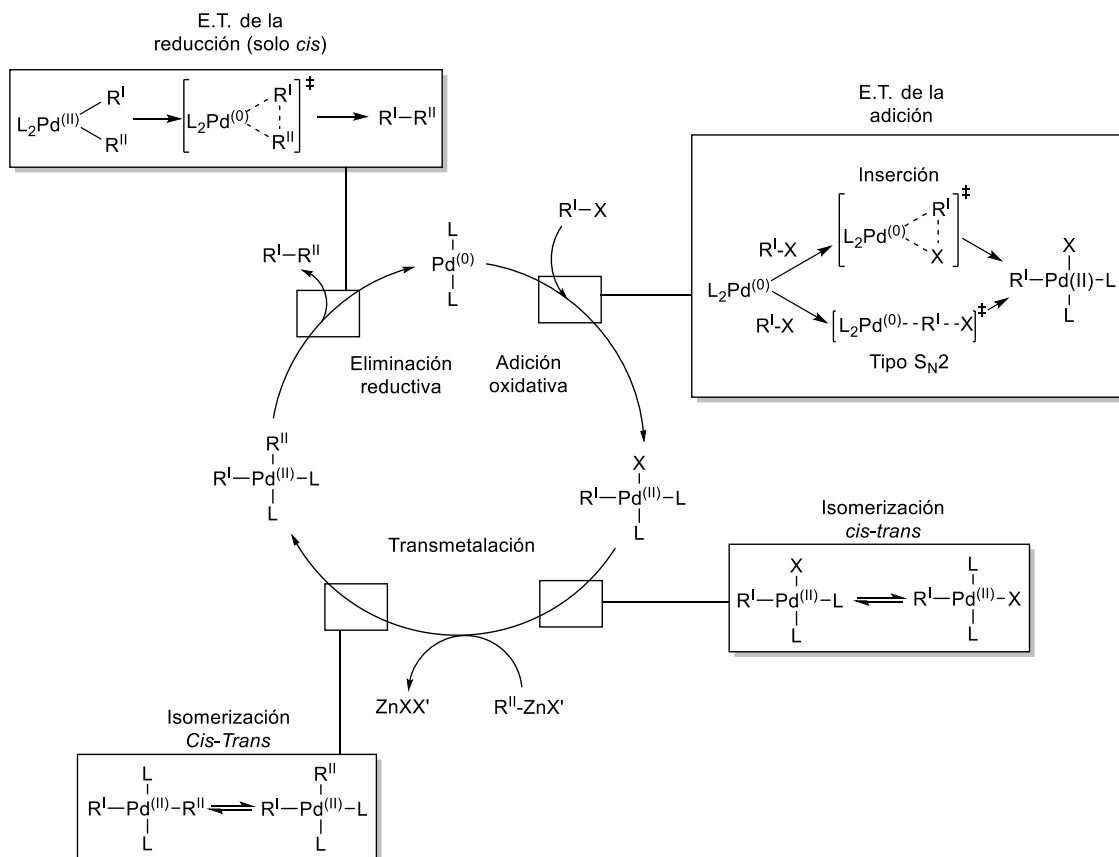 E.T. de la
reducción (solo cis)
L2Pd(II) RI RII
L2Pd(0) RI RII ‡
RI–RII
E.T. de la
adición
Inserción
L2Pd(0) RI X ‡
RI-X
L2Pd(0)
RI-X
[L2Pd(0)--RI--X]‡
Tipo SN2
X
RI—Pd(II)–L
L
RI–X
RI–RII
L
Pd(0)
L
Eliminación
reductiva
Adición
oxidativa
RII
RI—Pd(II)–L
L
X
RI—Pd(II)–L
L
Transmetalación
ZnXX'
RII-ZnX'
Isomerización
cis-trans
X
RI—Pd(II)–L
L
L
RI—Pd(II)–X
L
Isomerización
Cis-Trans
L
RI—Pd(II)–RII
L
RII
RI—Pd(II)–L
L